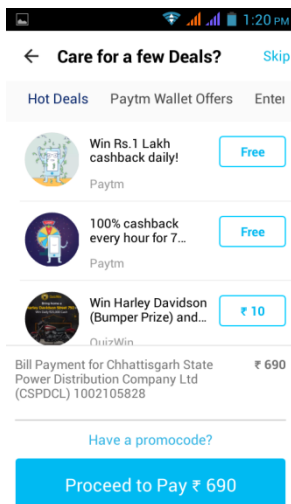 1:20 PM
Care for a few Deals?
Skip
Hot Deals
Paytm Wallet Offers
Enter
Win Rs.1 Lakh
cashback daily!
Paytm
Free
100% cashback
every hour for 7...
Paytm
Free
Win Harley Davidson
(Bumper Prize) and...
QuizWin
₹ 10
Bill Payment for Chhattisgarh State
Power Distribution Company Ltd
(CSPDCL) 1002105828
₹ 690
Have a promocode?
Proceed to Pay ₹ 690